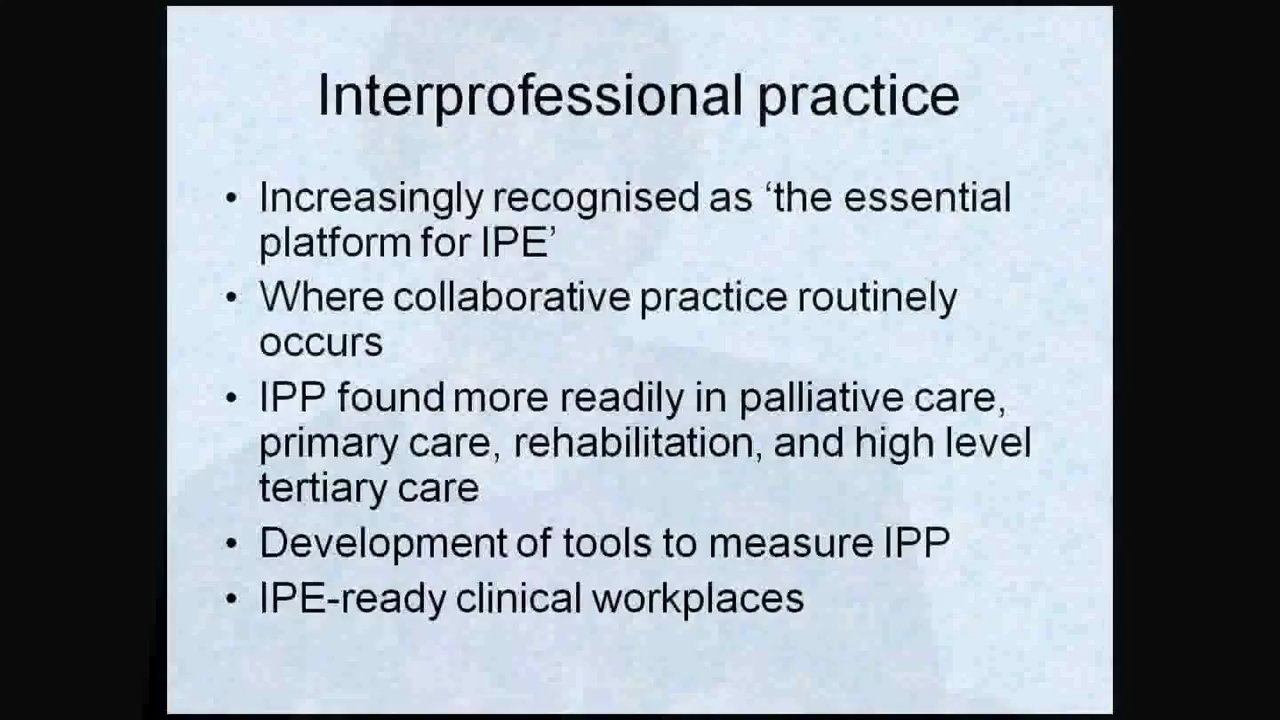 Interprofessional practice
• Increasingly recognised as ‘the essential
platform for IPE’
• Where collaborative practice routinely
occurs
• IPP found more readily in palliative care,
primary care, rehabilitation, and high level
tertiary care
• Development of tools to measure IPP
• IPE-ready clinical workplaces